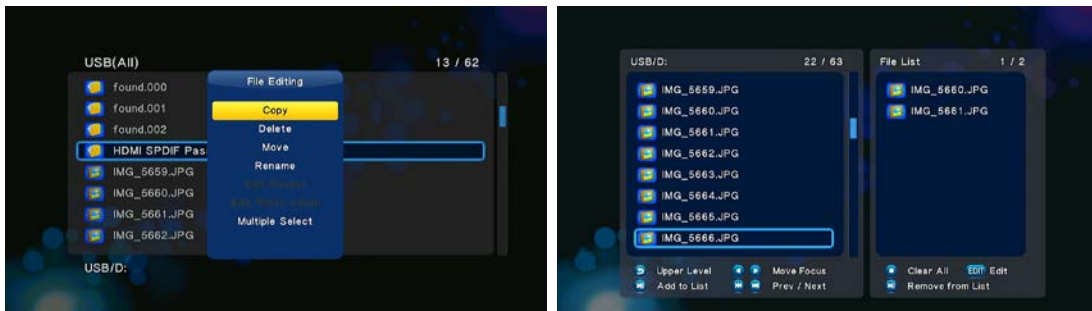 USB(All) 13 / 62
found.000
found.001
found.002
HDMI SPDIF Pas
IMG_5659.JPG
IMG_5660.JPG
IMG_5661.JPG
IMG_5662.JPG
File Editing
Copy
Delete
Move
Rename
Edit Playlist
Multiple Select
USB/D:
USB/D: 22 / 63
IMG_5659.JPG
IMG_5660.JPG
IMG_5661.JPG
IMG_5662.JPG
IMG_5663.JPG
IMG_5664.JPG
IMG_5665.JPG
IMG_5666.JPG
Upper Level Move Focus
Add to List Prev / Next
File List 1 / 2
IMG_5660.JPG
IMG_5661.JPG
Clear All EDIT Edit
Remove from List